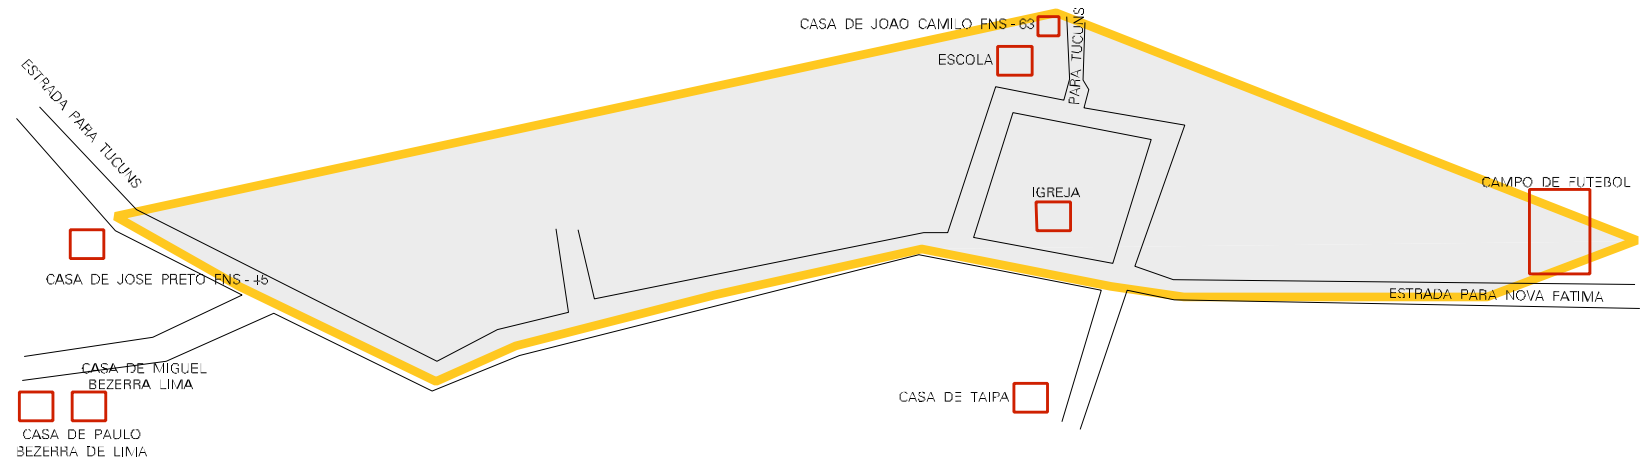 CASA DE JOAO CAMILO FNS - 63
PARA TUCUNS
ESCOLA
ESTRADA PARA TUCUNS
IGREJA
CAMPO DE FUTEBOL
CASA DE JOSE PRETO FNS - 45
ESTRADA PARA NOVA FATIMA
CASA DE MIGUEL
BEZERRA LIMA
CASA DE TAIPA
CASA DE PAULO
BEZERRA DE LIMA